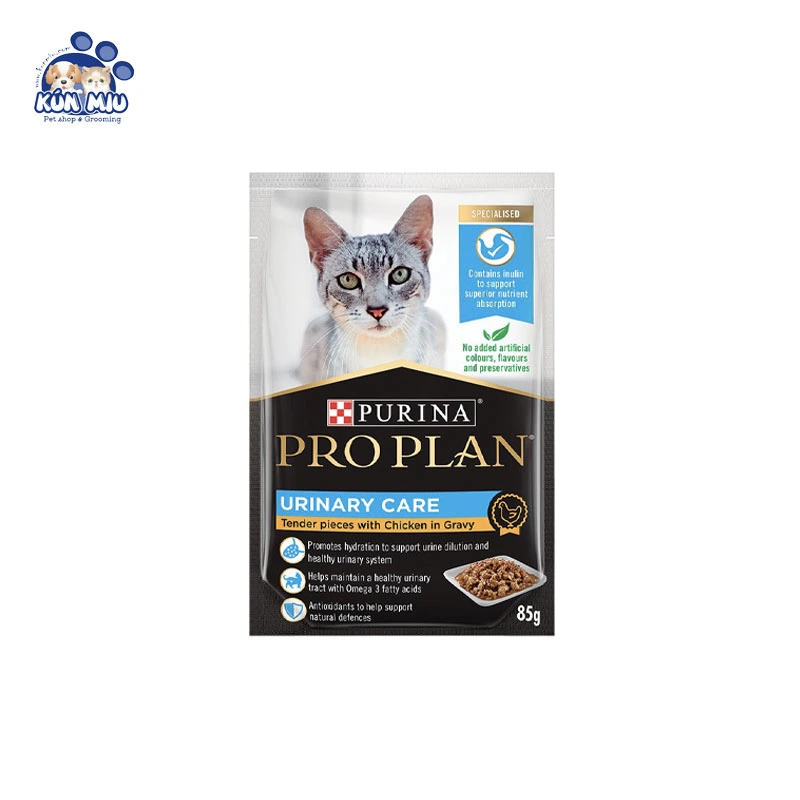 KÚN MIU
Pet shop & Grooming
SPECIALISED
Contains inulin
to support
superior nutrient
absorption
No added artificial
colours, flavours
and preservatives
PURINA®
PRO PLAN®
URINARY CARE
Tender pieces with Chicken in Gravy
Promotes hydration to support urine dilution and
healthy urinary system
Helps maintain a healthy urinary
tract with Omega 3 fatty acids
Antioxidants to help support
natural defences
85g